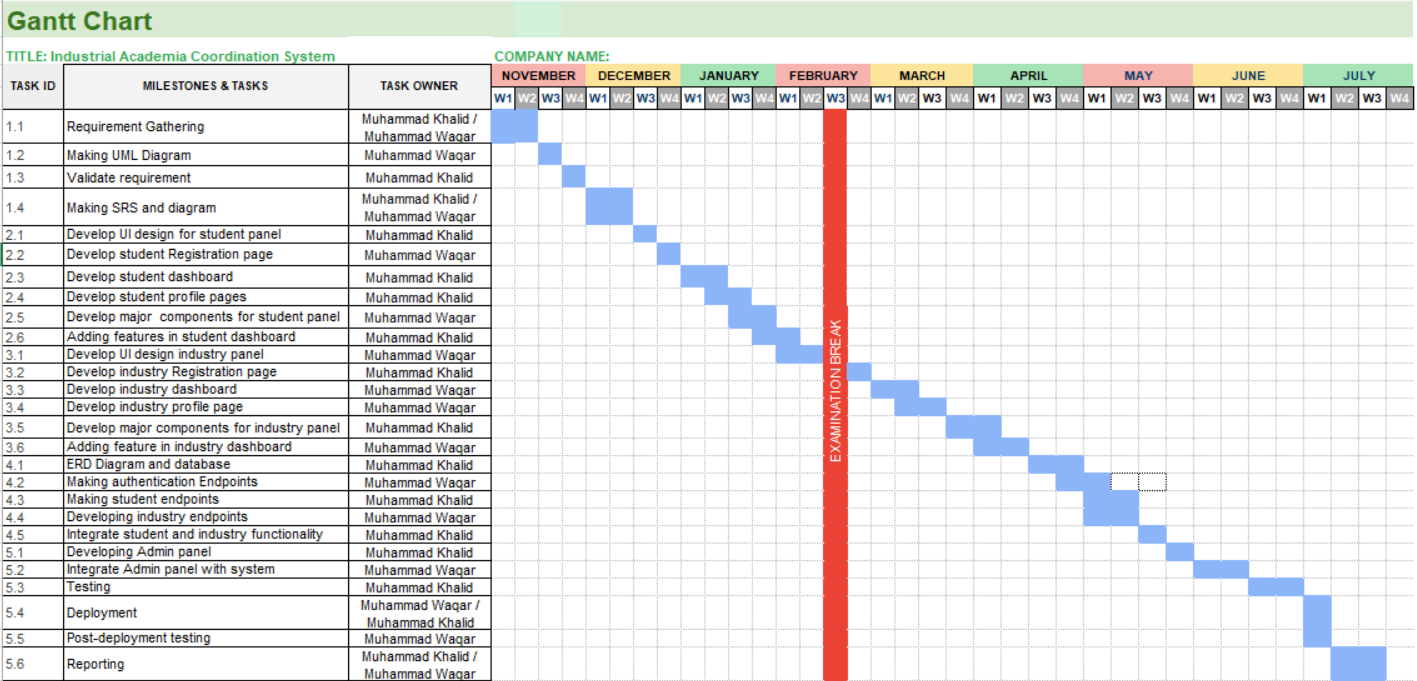 Gantt Chart
TITLE: Industrial Academia Coordination System COMPANY NAME:
TASK ID MILESTONES & TASKS TASK OWNER NOVEMBER DECEMBER JANUARY FEBRUARY MARCH APRIL MAY JUNE JULY
W1 W2 W3 W4 W1 W2 W3 W4 W1 W2 W3 W4 W1 W2 W3 W4 W1 W2 W3 W4 W1 W2 W3 W4 W1 W2 W3 W4 W1 W2 W3 W4 W1 W2 W3 W4
1.1 Requirement Gathering Muhammad Khalid /
Muhammad Waqar
1.2 Making UML Diagram Muhammad Waqar
1.3 Validate requirement Muhammad Khalid
1.4 Making SRS and diagram Muhammad Khalid /
Muhammad Waqar
2.1 Develop UI design for student panel Muhammad Khalid
2.2 Develop student Registration page Muhammad Waqar
2.3 Develop student dashboard Muhammad Khalid
2.4 Develop student profile pages Muhammad Khalid
2.5 Develop major components for student panel Muhammad Waqar
2.6 Adding features in student dashboard Muhammad Khalid
3.1 Develop UI design industry panel Muhammad Waqar
3.2 Develop industry Registration page Muhammad Khalid
3.3 Develop industry dashboard Muhammad Waqar
3.4 Develop industry profile page Muhammad Waqar
3.5 Develop major components for industry panel Muhammad Khalid
3.6 Adding feature in industry dashboard Muhammad Waqar
4.1 ERD Diagram and database Muhammad Khalid
4.2 Making authentication Endpoints Muhammad Waqar
4.3 Making student endpoints Muhammad Khalid
4.4 Developing industry endpoints Muhammad Waqar
4.5 Integrate student and industry functionality Muhammad Khalid
5.1 Developing Admin panel Muhammad Khalid
5.2 Integrate Admin panel with system Muhammad Waqar
5.3 Testing Muhammad Khalid
5.4 Deployment Muhammad Waqar /
Muhammad Khalid
5.5 Post-deployment testing Muhammad Waqar
5.6 Reporting Muhammad Khalid /
Muhammad Waqar
EXAMINATION BREAK